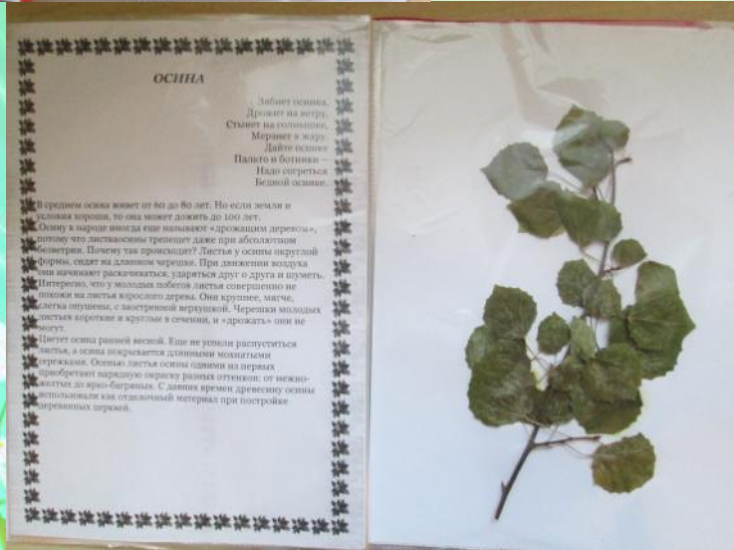 ОСИНА
Зябнет осинка,
Дрожит на ветру,
Стынет на солнышке,
Мерзнет в жару.
Дайте осинке
Пальто и ботинки –
Надо согреться
Бедной осинке.
В среднем осина живет от 60 до 80 лет. Но если земли и
условия хороши, то она может дожить до 100 лет.
Осину в народе иногда еще называют «дрожащим деревом»,
потому что листваосины трепещет даже при абсолютном
безветрии. Почему так происходит? Листья у осины округлой
формы, сидят на длинном черешке. При движении воздуха
они начинают раскачиваться, ударяться друг о друга и шуметь.
Интересно, что у молодых побегов листья совершенно не
похожи на листья взрослого дерева. Они крупнее, мягче,
слегка опушены, с заостренной верхушкой. Черешки молодых
листьев короткие и круглые в сечении, и «дрожать» они не
могут.
Цветет осина ранней весной. Еще не успели распуститься
листья, а осина покрывается длинными мохнатыми
сережками. Осенью листья осины одними из первых
приобретают нарядную окраску разных оттенков: от нежно-
желтых до ярко-багряных. С давних времен древесину осины
использовали как отделочный материал при постройке
деревянных церквей.